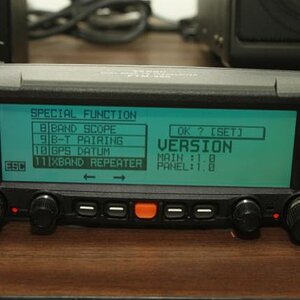 SPECIAL FUNCTION
8 BAND SCOPE
9 B-T PAIRING
10 GPS DATUM
11 XBAND REPEATER
OK ? [SET]
VERSION
MAIN :1.0
PANEL:1.0
ESC
← →